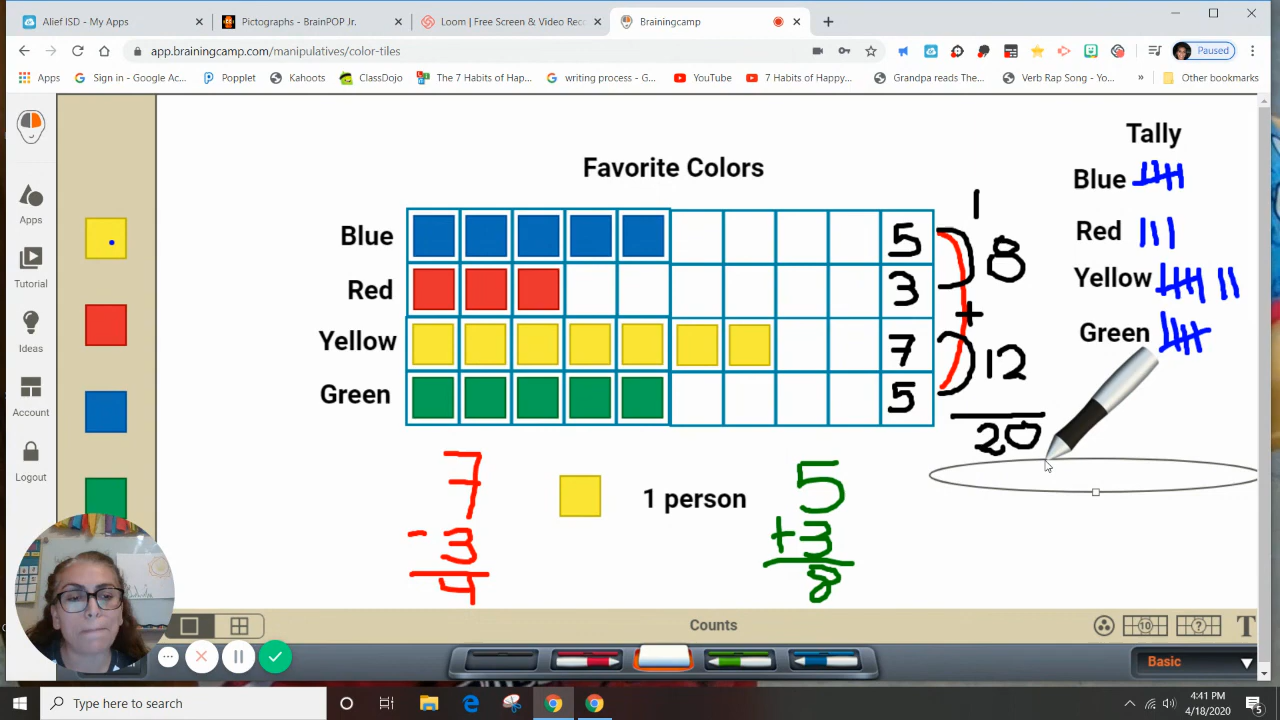 Alief ISD - My Apps
Pictographs - BrainPOP Jr.
Loom | Free Screen & Video Rec
Brainingcamp
app.brainingcamp.com/manipulatives/color-tiles
Paused
Apps
Sign in - Google Ac...
Popplet
Kahoots
ClassDojo
The 7 Habits of Hap...
writing process - G...
YouTube
7 Habits of Happy...
Grandpa reads The...
Verb Rap Song - Yo...
»
Other bookmarks
Apps
Tutorial
Ideas
Account
Logout
Favorite Colors
Blue 5
Red 3
Yellow 7
Green 5
1
8
+
12
20
Tally
Blue
Red
Yellow
Green
7
- 3
4
1 person
5
+3
8
Counts
10
?
T
Basic
Type here to search
4:41 PM
4/18/2020
5